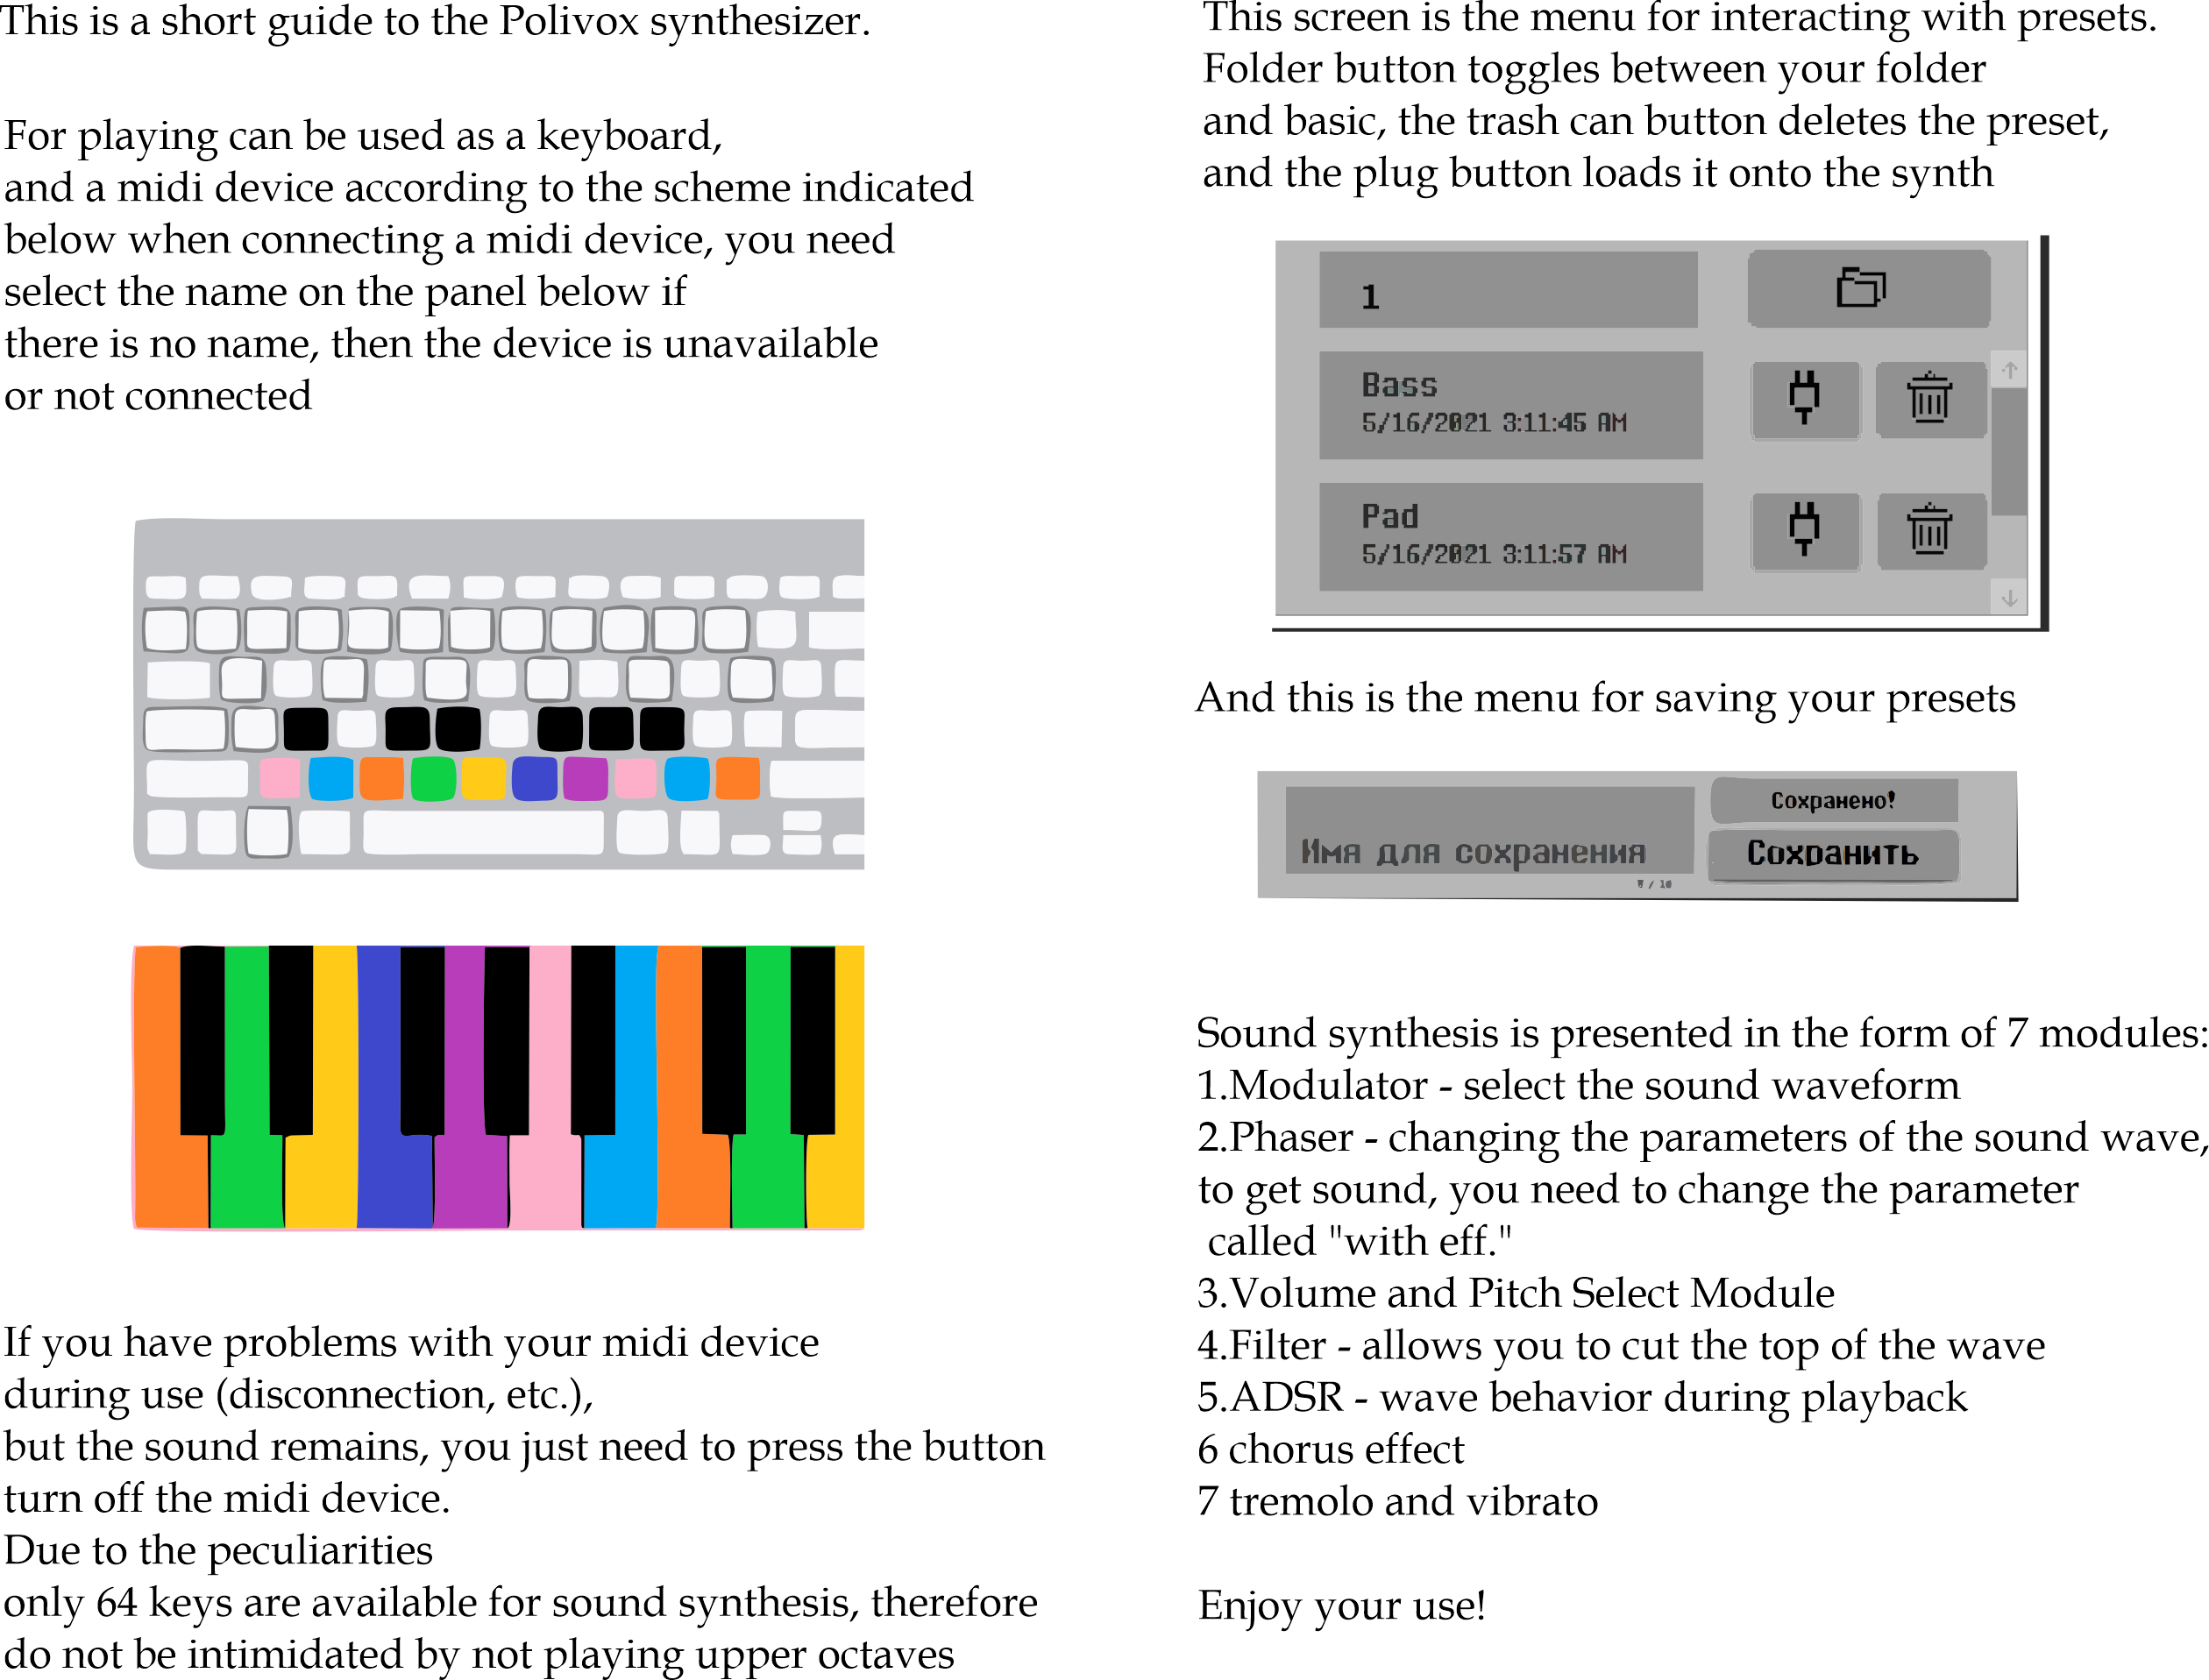 This is a short guide to the Polivox synthesizer.
For playing can be used as a keyboard,
and a midi device according to the scheme indicated
below when connecting a midi device, you need
select the name on the panel below if
there is no name, then the device is unavailable
or not connected
If you have problems with your midi device
during use (disconnection, etc.),
but the sound remains, you just need to press the button
turn off the midi device.
Due to the peculiarities
only 64 keys are available for sound synthesis, therefore
do not be intimidated by not playing upper octaves
This screen is the menu for interacting with presets.
Folder button toggles between your folder
and basic, the trash can button deletes the preset,
and the plug button loads it onto the synth
1
Bass
5/16/2021 3:11:45 AM
Pad
5/16/2021 3:11:57 AM
And this is the menu for saving your presets
Сохранено!
Имя для сохранения
Сохранить
/ 10
Sound synthesis is presented in the form of 7 modules:
1.Modulator - select the sound waveform
2.Phaser - changing the parameters of the sound wave,
to get sound, you need to change the parameter
called "with eff."
3.Volume and Pitch Select Module
4.Filter - allows you to cut the top of the wave
5.ADSR - wave behavior during playback
6 chorus effect
7 tremolo and vibrato
Enjoy your use!